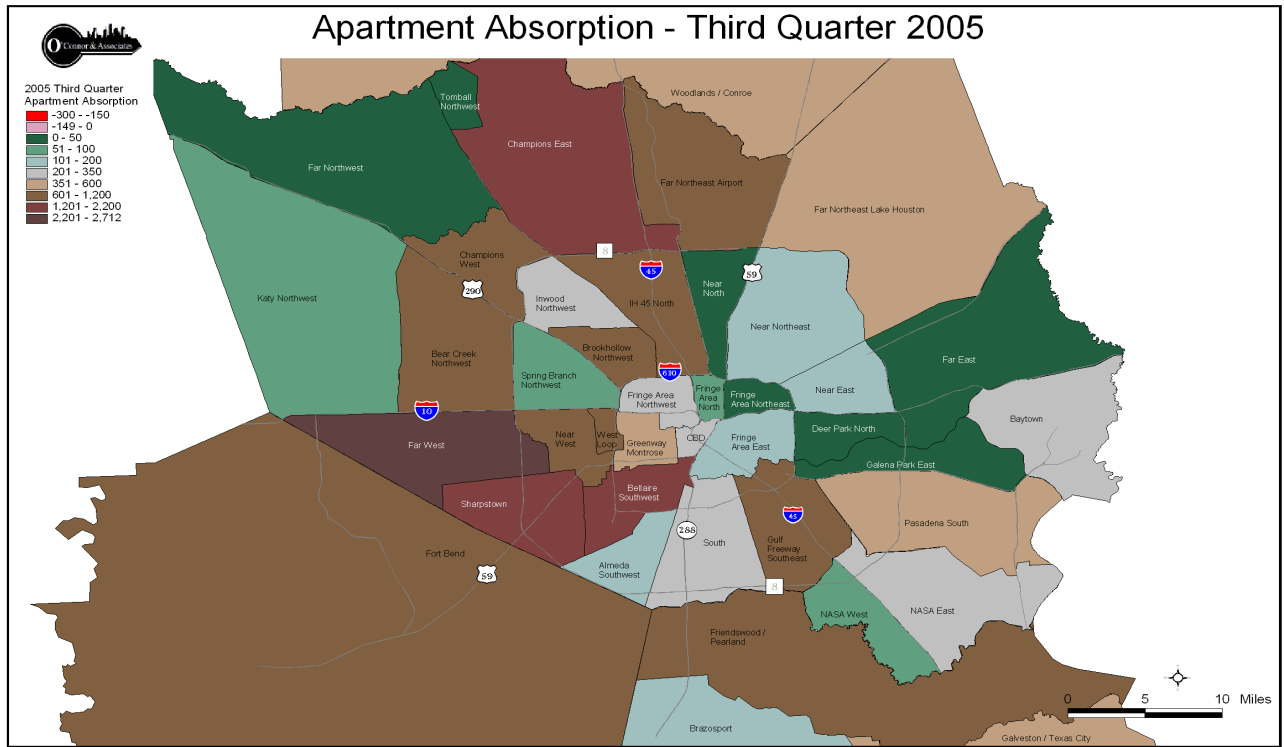 Apartment Absorption - Third Quarter 2005
O'Connor & Associates
2005 Third Quarter
Apartment Absorption
-300 - -150
-149 - 0
0 - 50
51 - 100
101 - 200
201 - 350
351 - 600
601 - 1,200
1,201 - 2,200
2,201 - 2,712
Woodlands / Conroe
Tomball
Northwest
Champions East
Far Northwest
Far Northeast Airport
Far Northeast Lake Houston
8
45
59
Champions
West
290
Near
North
Katy Northwest
Inwood
Northwest
IH 45 North
Near Northeast
Bear Creek
Northwest
Brookhollow
Northwest
Far East
610
Spring Branch
Northwest
Fringe Area
Northwest
Fringe
Area
North
Fringe
Area Northeast
Near East
10
Baytown
Far West
Near
West
West
Loop
Greenway
Montrose
CBD
Fringe
Area East
Deer Park North
Galena Park East
Sharpstown
Bellaire
Southwest
288
45
Pasadena South
Fort Bend
59
South
Gulf
Freeway
Southeast
Almeda
Southwest
8
NASA West
NASA East
Friendswood /
Pearland
0 5 10 Miles
Brazosport
Galveston / Texas City